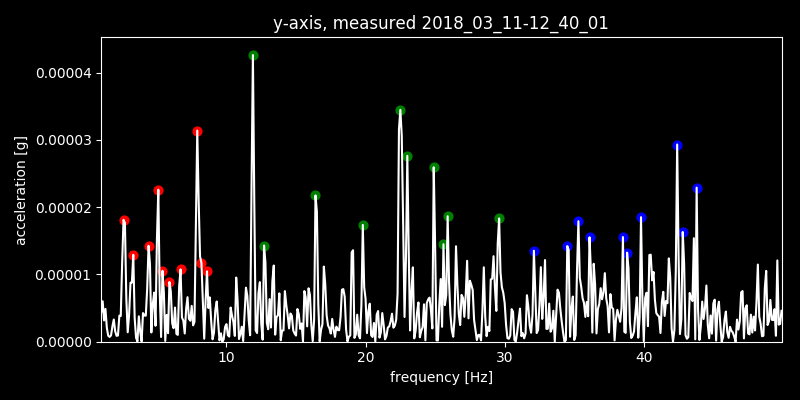 y-axis, measured 2018_03_11-12_40_01
0.00004
0.00003
0.00002
0.00001
0.00000
acceleration [g]
10 20 30 40
frequency [Hz]